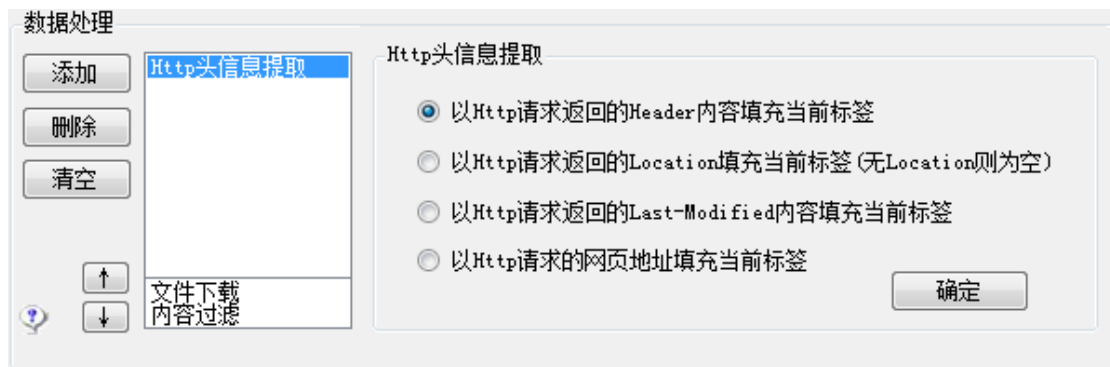 数据处理
添加
删除
清空
↑
↓
Http头信息提取
文件下载
内容过滤
Http头信息提取
以Http请求返回的Header内容填充当前标签
以Http请求返回的Location填充当前标签(无Location则为空)
以Http请求返回的Last-Modified内容填充当前标签
以Http请求的网页地址填充当前标签
确定